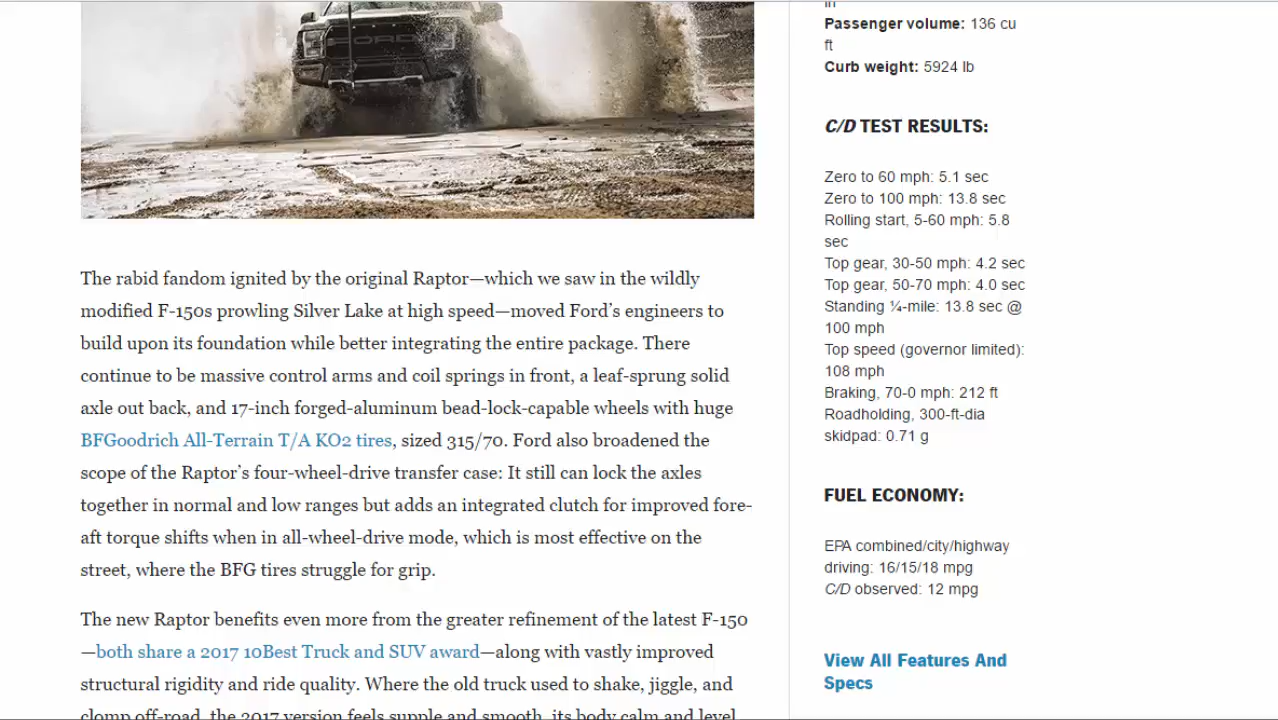 FORD
The rabid fandom ignited by the original Raptor—which we saw in the wildly
modified F-150s prowling Silver Lake at high speed—moved Ford’s engineers to
build upon its foundation while better integrating the entire package. There
continue to be massive control arms and coil springs in front, a leaf-sprung solid
axle out back, and 17-inch forged-aluminum bead-lock-capable wheels with huge
BFGoodrich All-Terrain T/A KO2 tires, sized 315/70. Ford also broadened the
scope of the Raptor’s four-wheel-drive transfer case: It still can lock the axles
together in normal and low ranges but adds an integrated clutch for improved fore-
aft torque shifts when in all-wheel-drive mode, which is most effective on the
street, where the BFG tires struggle for grip.
The new Raptor benefits even more from the greater refinement of the latest F-150
—both share a 2017 10Best Truck and SUV award—along with vastly improved
structural rigidity and ride quality. Where the old truck used to shake, jiggle, and
clomp off-road, the 2017 version feels supple and smooth, its body calm and level
in
Passenger volume: 136 cu
ft
Curb weight: 5924 lb
C/D TEST RESULTS:
Zero to 60 mph: 5.1 sec
Zero to 100 mph: 13.8 sec
Rolling start, 5-60 mph: 5.8
sec
Top gear, 30-50 mph: 4.2 sec
Top gear, 50-70 mph: 4.0 sec
Standing ¼-mile: 13.8 sec @
100 mph
Top speed (governor limited):
108 mph
Braking, 70-0 mph: 212 ft
Roadholding, 300-ft-dia
skidpad: 0.71 g
FUEL ECONOMY:
EPA combined/city/highway
driving: 16/15/18 mpg
C/D observed: 12 mpg
View All Features And
Specs